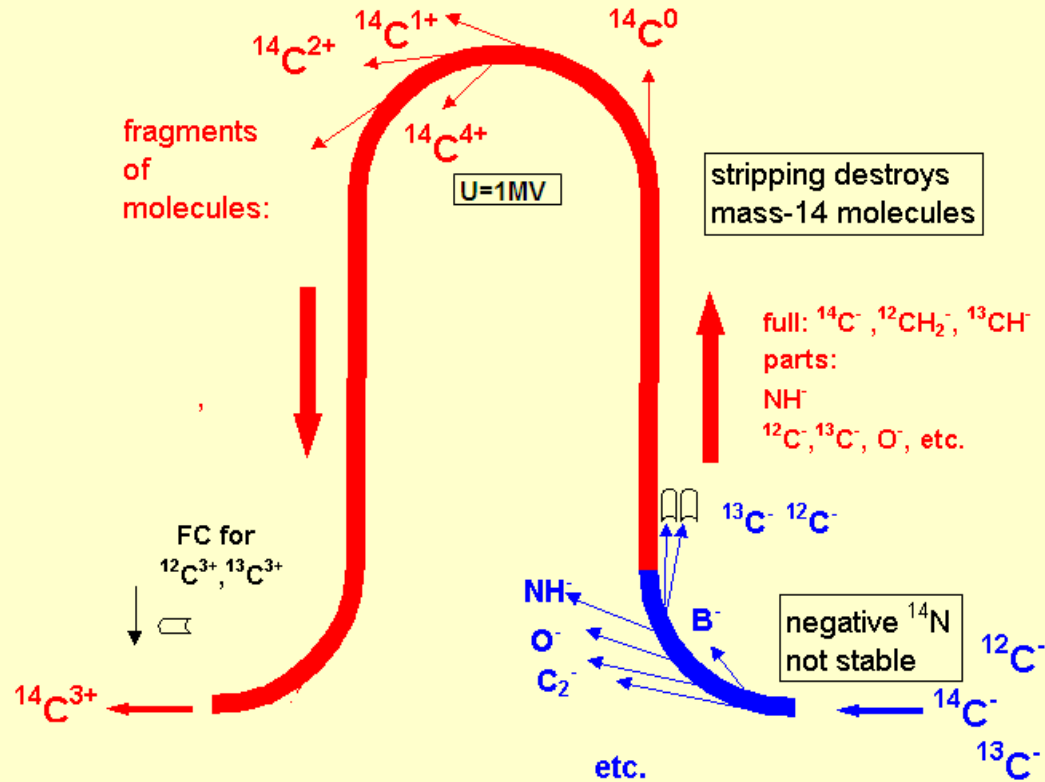 ¹⁴C¹⁺
¹⁴C⁰
¹⁴C²⁺
¹⁴C⁴⁺
fragments
of
molecules:
U=1MV
stripping destroys
mass-14 molecules
full: ¹⁴C⁻ ,¹²CH₂⁻, ¹³CH⁻
parts:
NH⁻
¹²C⁻,¹³C⁻, O⁻, etc.
,
¹³C⁻ ¹²C⁻
FC for
¹²C³⁺,¹³C³⁺
NH⁻
B⁻
O⁻
C₂⁻
negative ¹⁴N
not stable
¹²C⁻
¹⁴C⁻
¹³C⁻
¹⁴C³⁺
etc.